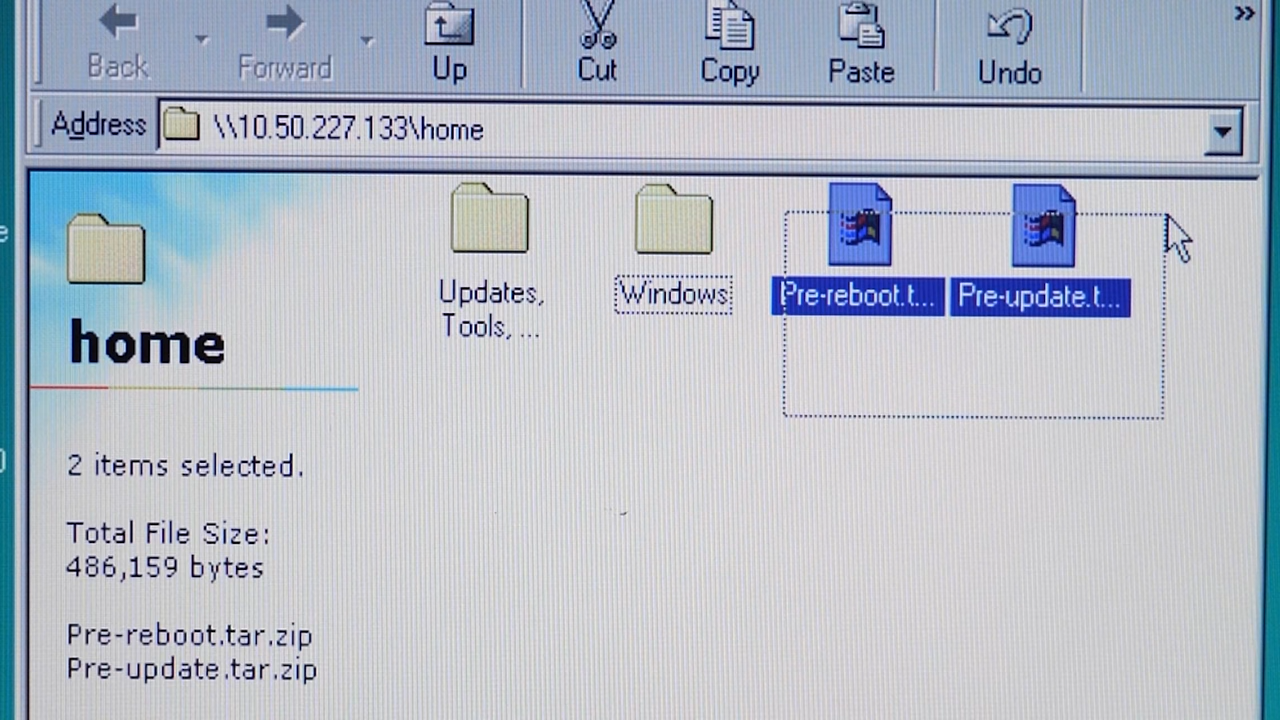 Back
Forward
Up
Cut
Copy
Paste
Undo
»
Address
\\10.50.227.133\home
Updates,
Tools, ...
Windows
Pre-reboot.t...
Pre-update.t...
home
2 items selected.
Total File Size:
486,159 bytes
Pre-reboot.tar.zip
Pre-update.tar.zip